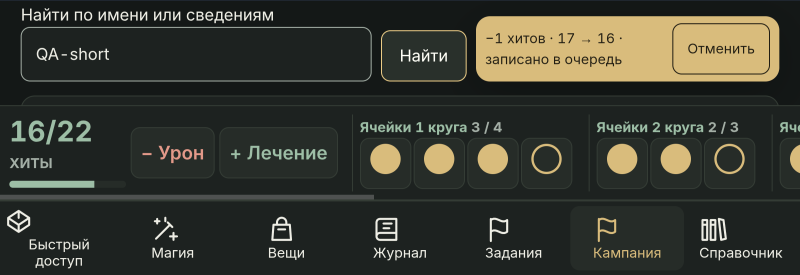 Найти по имени или сведениям
QA-short
Найти
−1 хитов · 17 → 16 ·
записано в очередь
Отменить
16/22
хиты
− Урон
+ Лечение
Ячейки 1 круга 3 / 4
Ячейки 2 круга 2 / 3
Яче
Быстрый
доступ
Магия
Вещи
Журнал
Задания
Кампания
Справочник